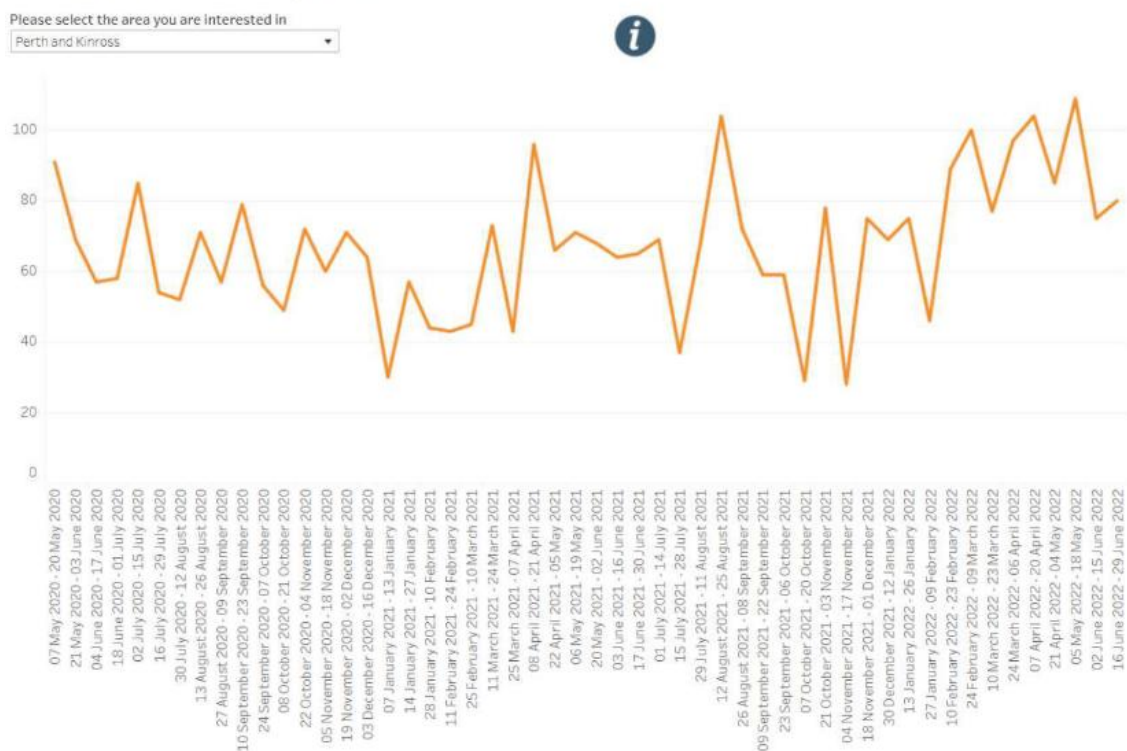 Please select the area you are interested in
Perth and Kinross
i
100
80
60
40
20
0
07 May 2020 - 20 May 2020
21 May 2020 - 03 June 2020
04 June 2020 - 17 June 2020
18 June 2020 - 01 July 2020
02 July 2020 - 15 July 2020
16 July 2020 - 29 July 2020
30 July 2020 - 12 August 2020
13 August 2020 - 26 August 2020
27 August 2020 - 09 September 2020
10 September 2020 - 23 September 2020
24 September 2020 - 07 October 2020
08 October 2020 - 21 October 2020
22 October 2020 - 04 November 2020
05 November 2020 - 18 November 2020
19 November 2020 - 02 December 2020
03 December 2020 - 16 December 2020
07 January 2021 - 13 January 2021
14 January 2021 - 27 January 2021
28 January 2021 - 10 February 2021
11 February 2021 - 24 February 2021
25 February 2021 - 10 March 2021
11 March 2021 - 24 March 2021
25 March 2021 - 07 April 2021
08 April 2021 - 21 April 2021
22 April 2021 - 05 May 2021
06 May 2021 - 19 May 2021
20 May 2021 - 02 June 2021
03 June 2021 - 16 June 2021
17 June 2021 - 30 June 2021
01 July 2021 - 14 July 2021
15 July 2021 - 28 July 2021
29 July 2021 - 11 August 2021
12 August 2021 - 25 August 2021
26 August 2021 - 08 September 2021
09 September 2021 - 22 September 2021
23 September 2021 - 06 October 2021
07 October 2021 - 20 October 2021
21 October 2021 - 03 November 2021
04 November 2021 - 17 November 2021
18 November 2021 - 01 December 2021
30 December 2021 - 12 January 2022
13 January 2022 - 26 January 2022
27 January 2022 - 09 February 2022
10 February 2022 - 23 February 2022
24 February 2022 - 09 March 2022
10 March 2022 - 23 March 2022
24 March 2022 - 06 April 2022
07 April 2022 - 20 April 2022
21 April 2022 - 04 May 2022
05 May 2022 - 18 May 2022
02 June 2022 - 15 June 2022
16 June 2022 - 29 June 2022